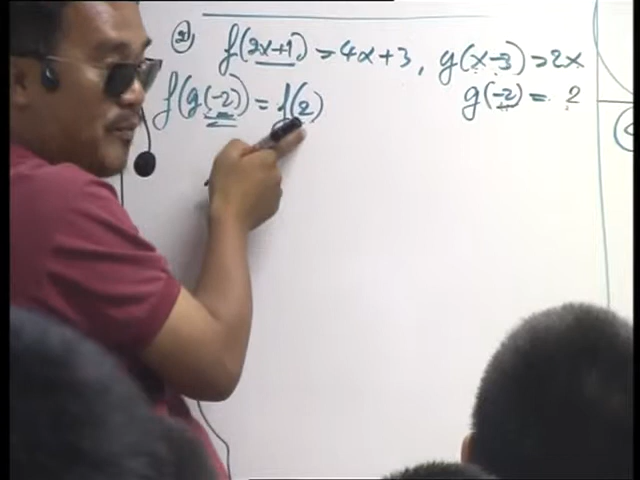 ② f(2x+1) = 4x+3, g(x-3) = 2x
f(g(-2)) = f(2) g(-2) = 2